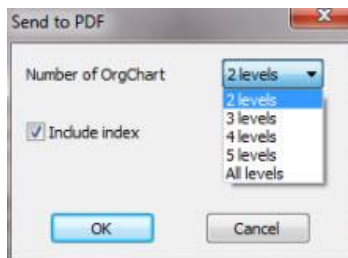 Send to PDF
Number of OrgChart
2 levels
2 levels
3 levels
4 levels
5 levels
All levels
Include index
OK
Cancel